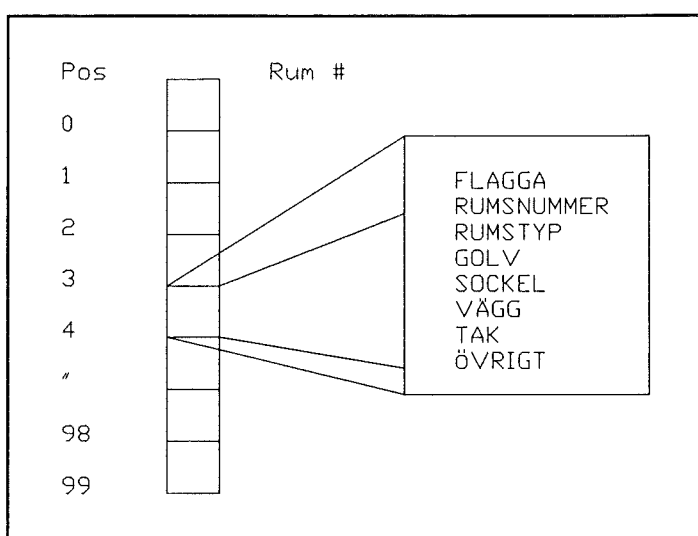 Pos Rum #
0
1
2
3
4
"
98
99
FLAGGA
RUMSNUMMER
RUMSTYP
GOLV
SOCKEL
VÄGG
TAK
ÖVRIGT